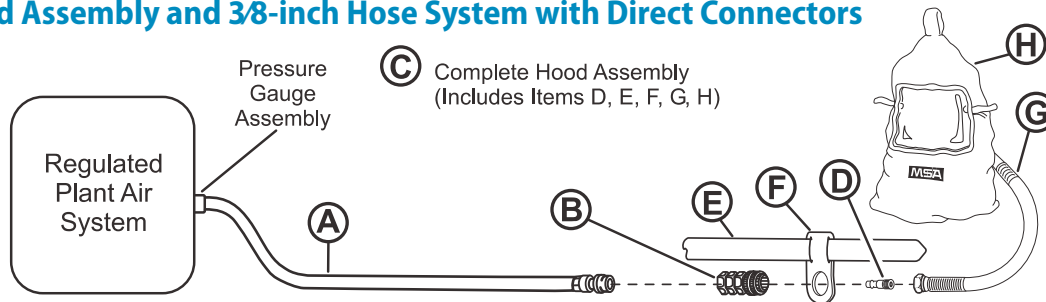 d Assembly and 3⁄8-inch Hose System with Direct Connectors
Pressure
Gauge
Assembly
C
Complete Hood Assembly
(Includes Items D, E, F, G, H)
H
G
Regulated
Plant Air
System
MSA
A
B
E
F
D